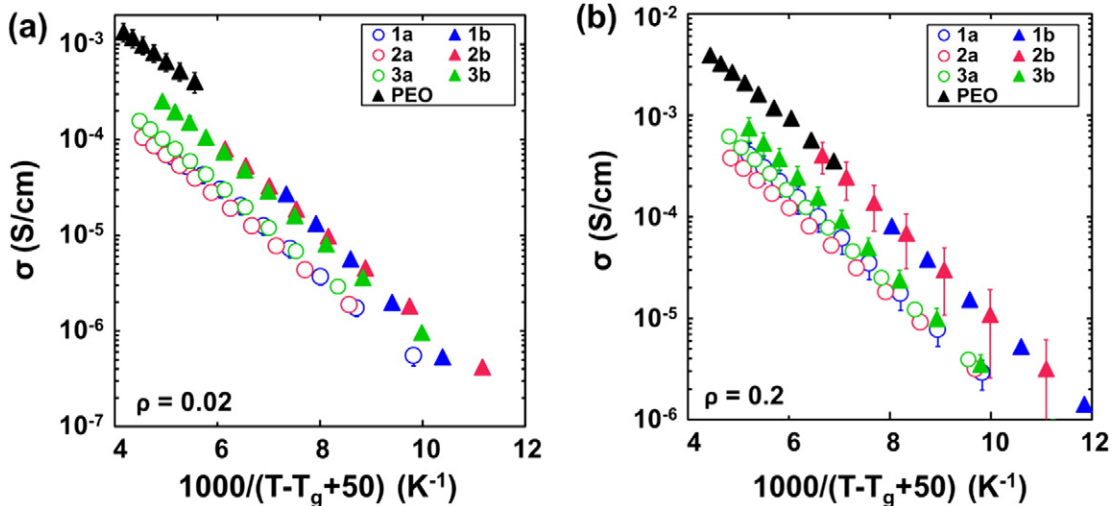 (a)
10⁻³
10⁻⁴
10⁻⁵
10⁻⁶
10⁻⁷
σ (S/cm)
1a 1b
2a 2b
3a 3b
PEO
ρ = 0.02
4 6 8 10 12
1000/(T-Tg+50) (K⁻¹)
(b)
10⁻²
10⁻³
10⁻⁴
10⁻⁵
10⁻⁶
σ (S/cm)
1a 1b
2a 2b
3a 3b
PEO
ρ = 0.2
4 6 8 10 12
1000/(T-Tg+50) (K⁻¹)